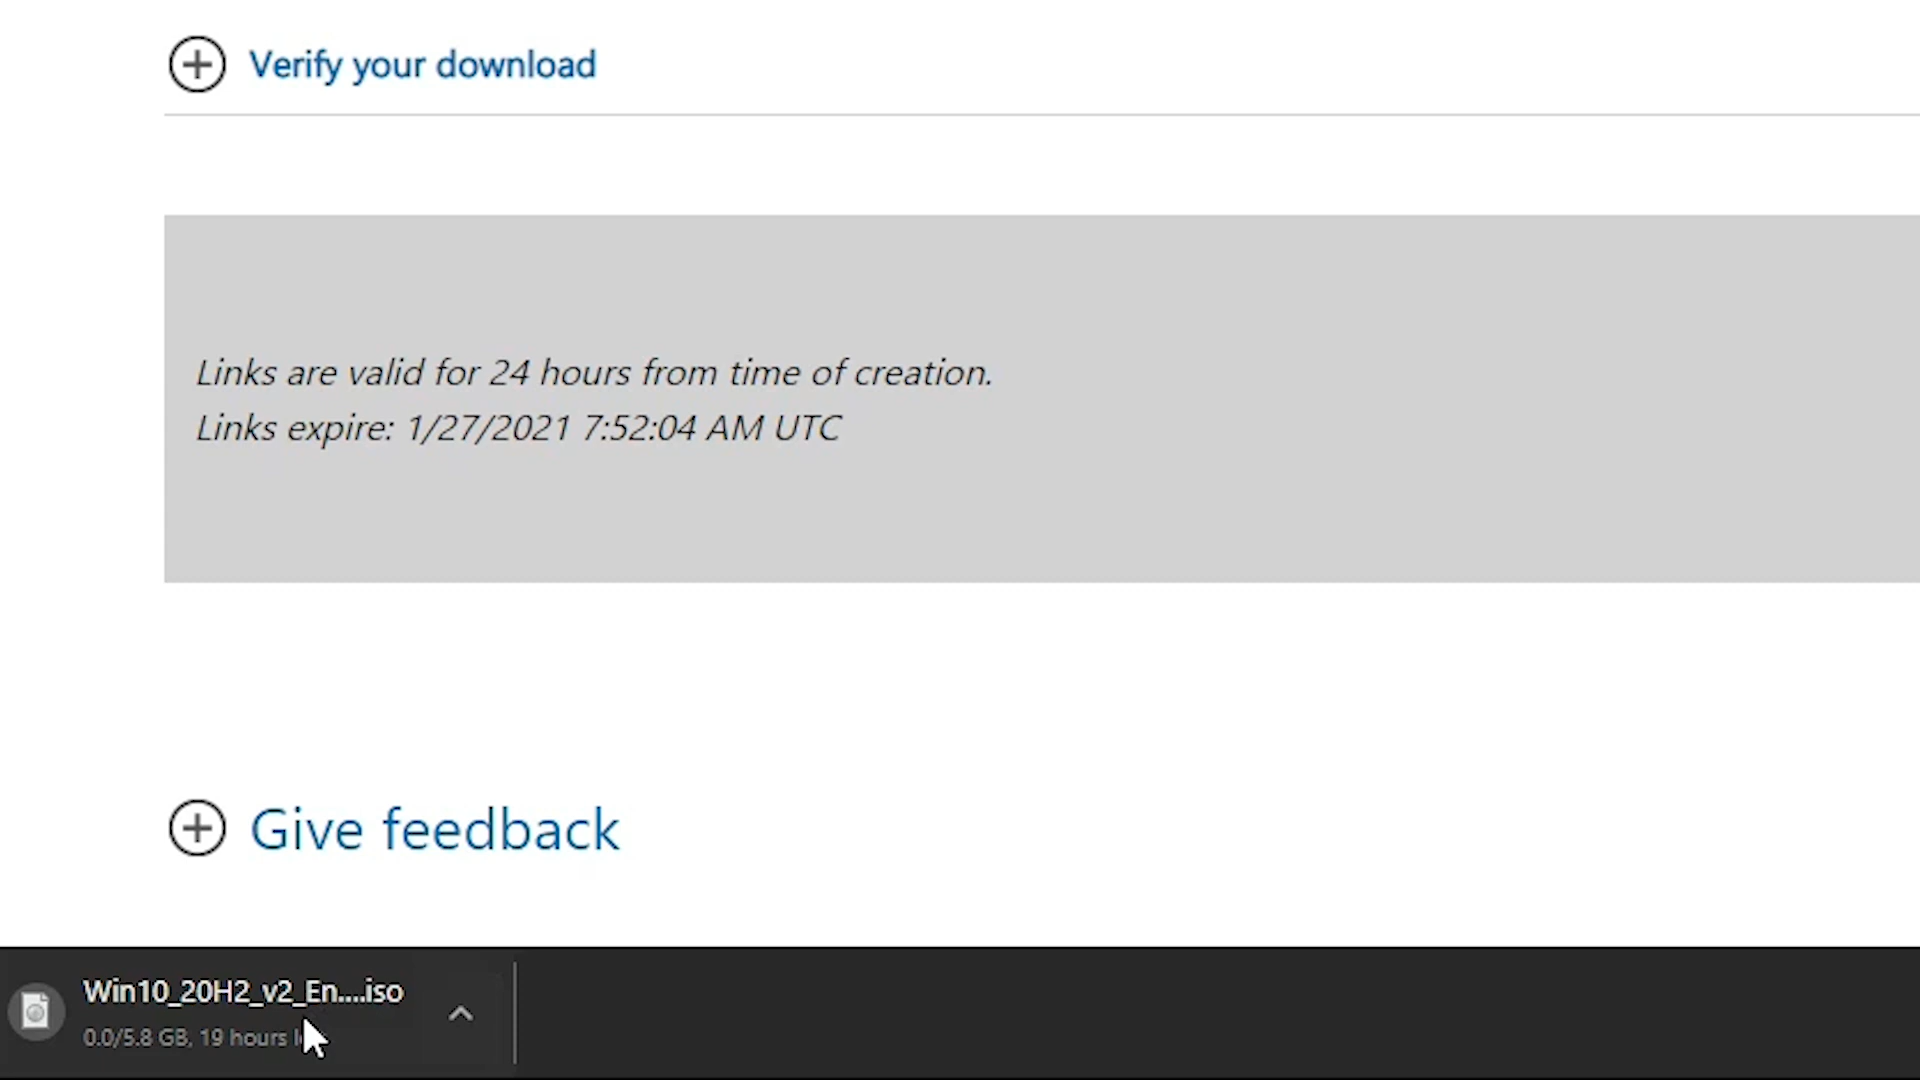 Verify your download
Links are valid for 24 hours from time of creation.
Links expire: 1/27/2021 7:52:04 AM UTC
Give feedback
Win10_20H2_v2_En....iso
0.0/5.8 GB, 19 hours